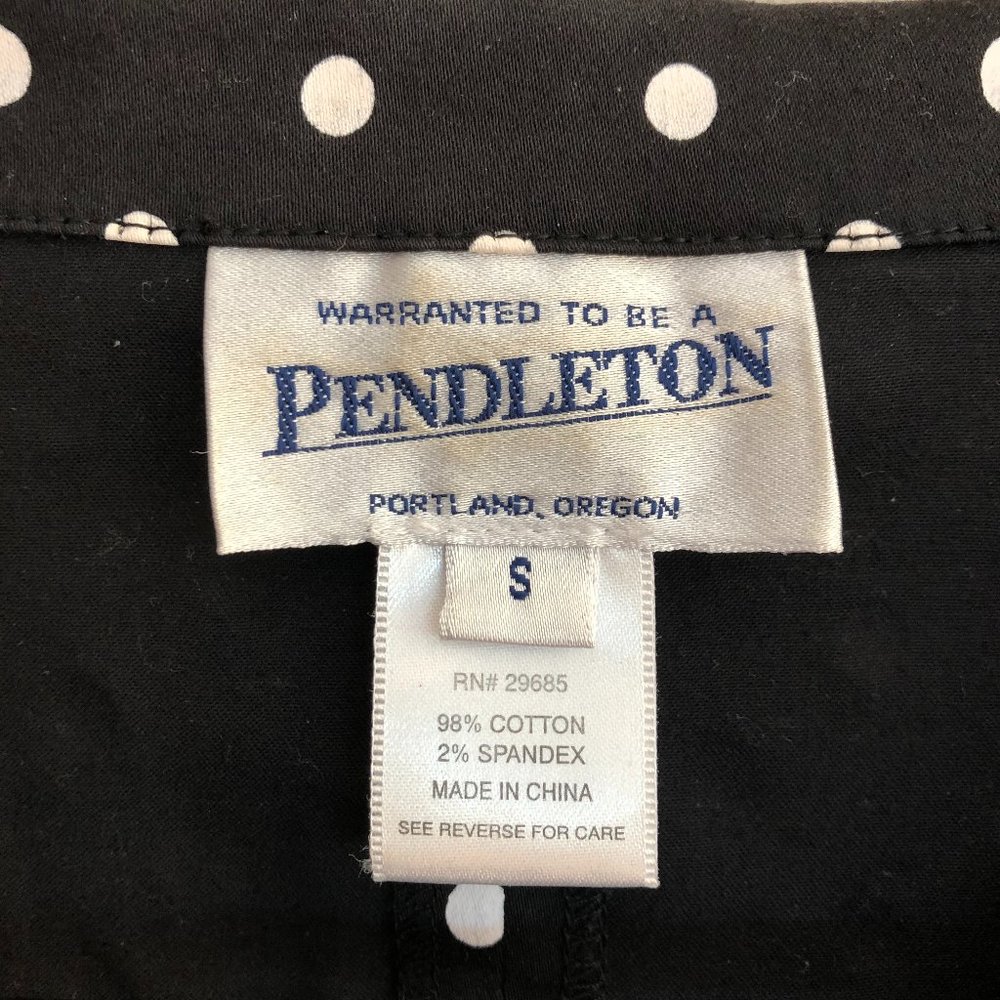 WARRANTED TO BE A
PENDLETON
PORTLAND, OREGON
S
RN# 29685
98% COTTON
2% SPANDEX
MADE IN CHINA
SEE REVERSE FOR CARE